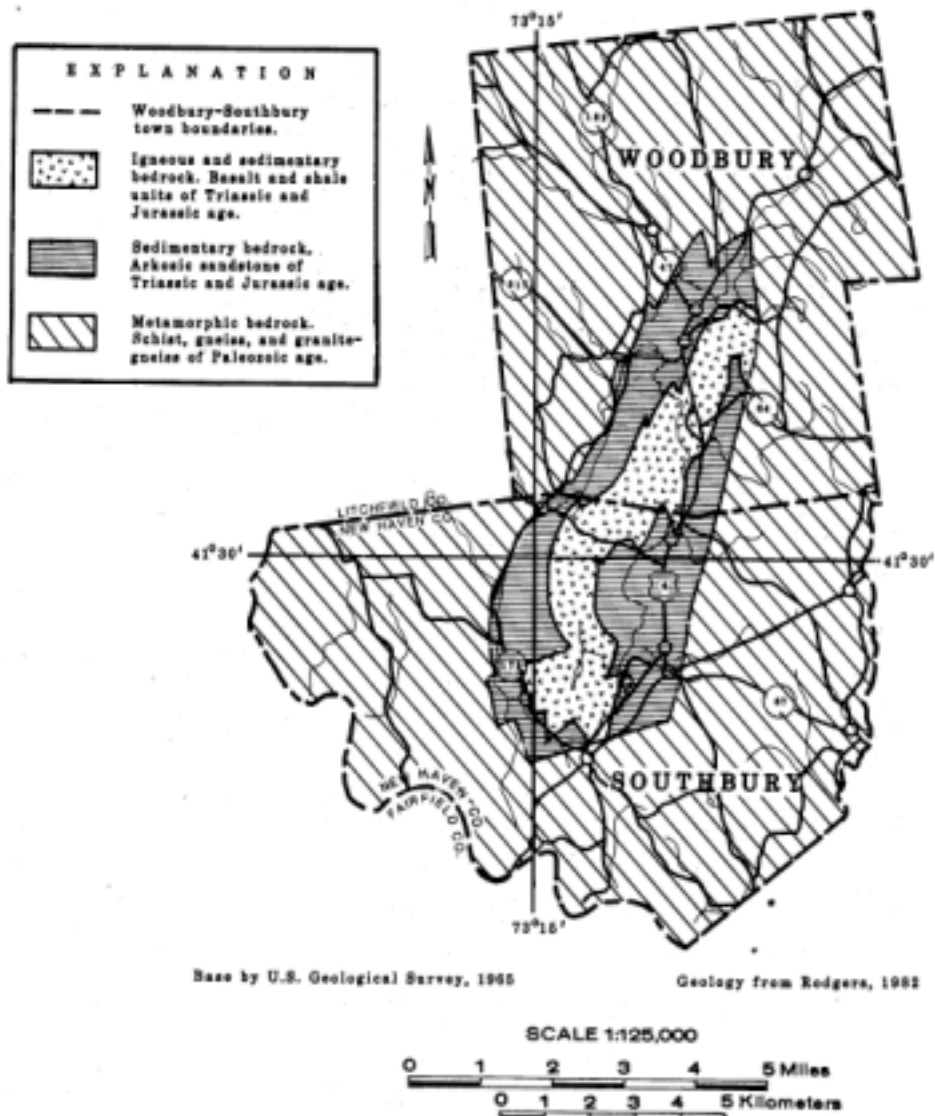 73°15'
EXPLANATION
Woodbury-Southbury
town boundaries.
Igneous and sedimentary
bedrock. Basalt and shale
units of Triassic and
Jurassic age.
Sedimentary bedrock.
Arkosic sandstone of
Triassic and Jurassic age.
Metamorphic bedrock.
Schist, gneiss, and granite-
gneiss of Paleozoic age.
N
WOODBURY
47
64
LITCHFIELD CO.
NEW HAVEN CO.
41°30'
41°30'
67
SOUTHBURY
NEW HAVEN CO.
FAIRFIELD CO.
73°15'
Base by U.S. Geological Survey, 1965
Geology from Rodgers, 1982
SCALE 1:125,000
0 1 2 3 4 5 Miles
0 1 2 3 4 5 Kilometers